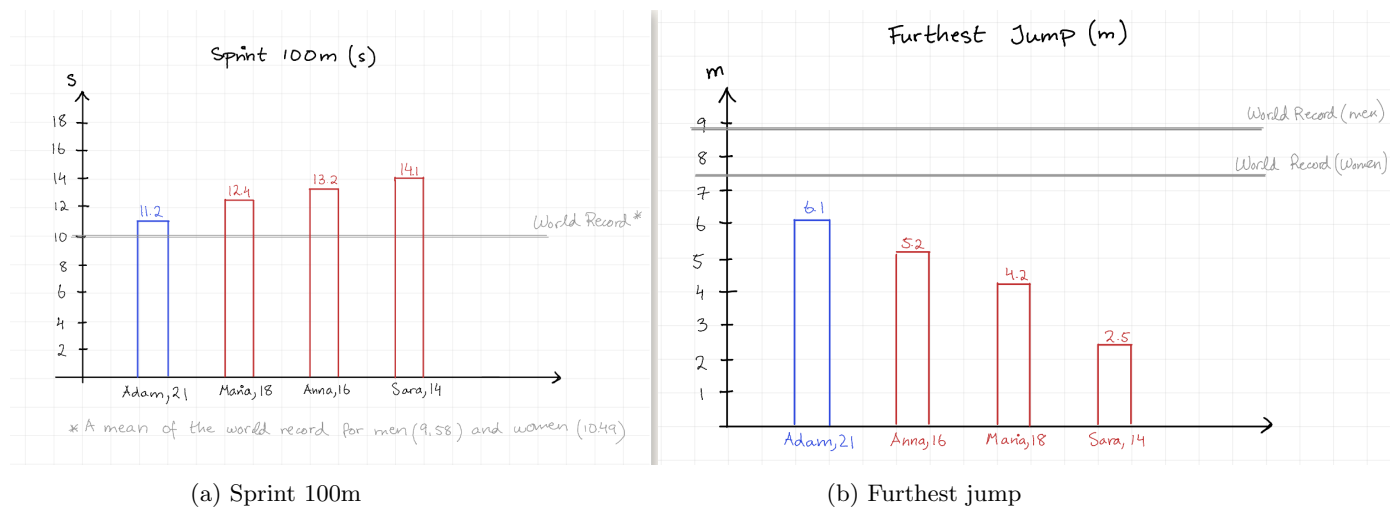 Sprint 100m (s)
s
18
16
14
12
10
8
6
4
2
11.2
12.4
13.2
14.1
World Record*
Adam, 21
Maria, 18
Anna, 16
Sara, 14
* A mean of the world record for men (9,58) and women (10.49)
(a) Sprint 100m
Furthest Jump (m)
m
9
8
7
6
5
4
3
2
1
World Record (men)
World Record (Women)
6.1
5.2
4.2
2.5
Adam, 21
Anna, 16
Maria, 18
Sara, 14
(b) Furthest jump